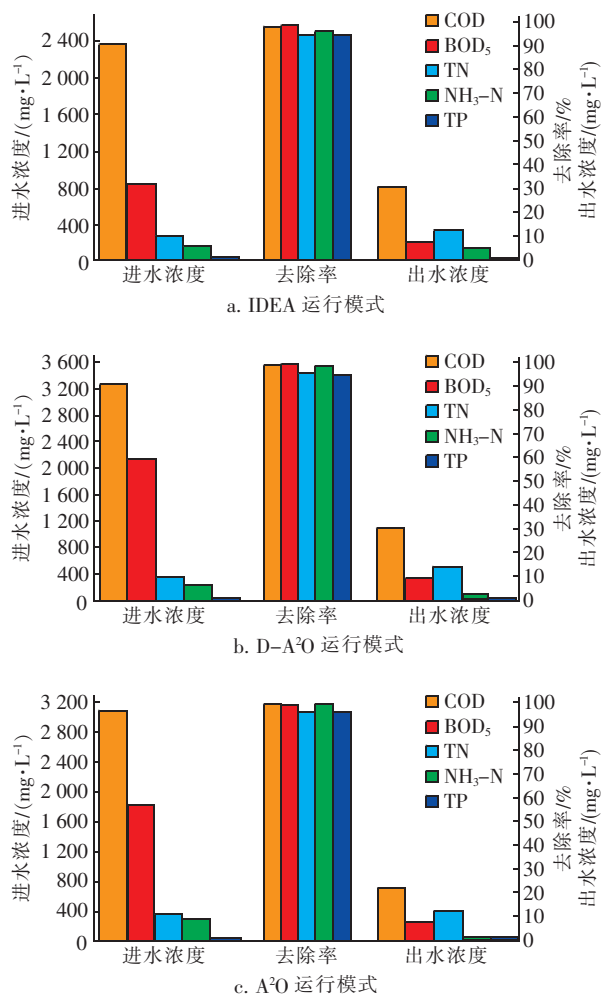 进水浓度/(mg·L⁻¹)
2 400
2 000
1 600
1 200
800
400
0
COD
BOD₅
TN
NH₃-N
TP
100
90
80
70
60
50
40
30
20
10
0
去除率/%
出水浓度/(mg·L⁻¹)
进水浓度 去除率 出水浓度
a. IDEA 运行模式
进水浓度/(mg·L⁻¹)
3 600
3 200
2 800
2 400
2 000
1 600
1 200
800
400
0
COD
BOD₅
TN
NH₃-N
TP
100
90
80
70
60
50
40
30
20
10
0
去除率/%
出水浓度/(mg·L⁻¹)
进水浓度 去除率 出水浓度
b. D-A²O 运行模式
进水浓度/(mg·L⁻¹)
3 200
2 800
2 400
2 000
1 600
1 200
800
400
0
COD
BOD₅
TN
NH₃-N
TP
100
90
80
70
60
50
40
30
20
10
0
去除率/%
出水浓度/(mg·L⁻¹)
进水浓度 去除率 出水浓度
c. A²O 运行模式